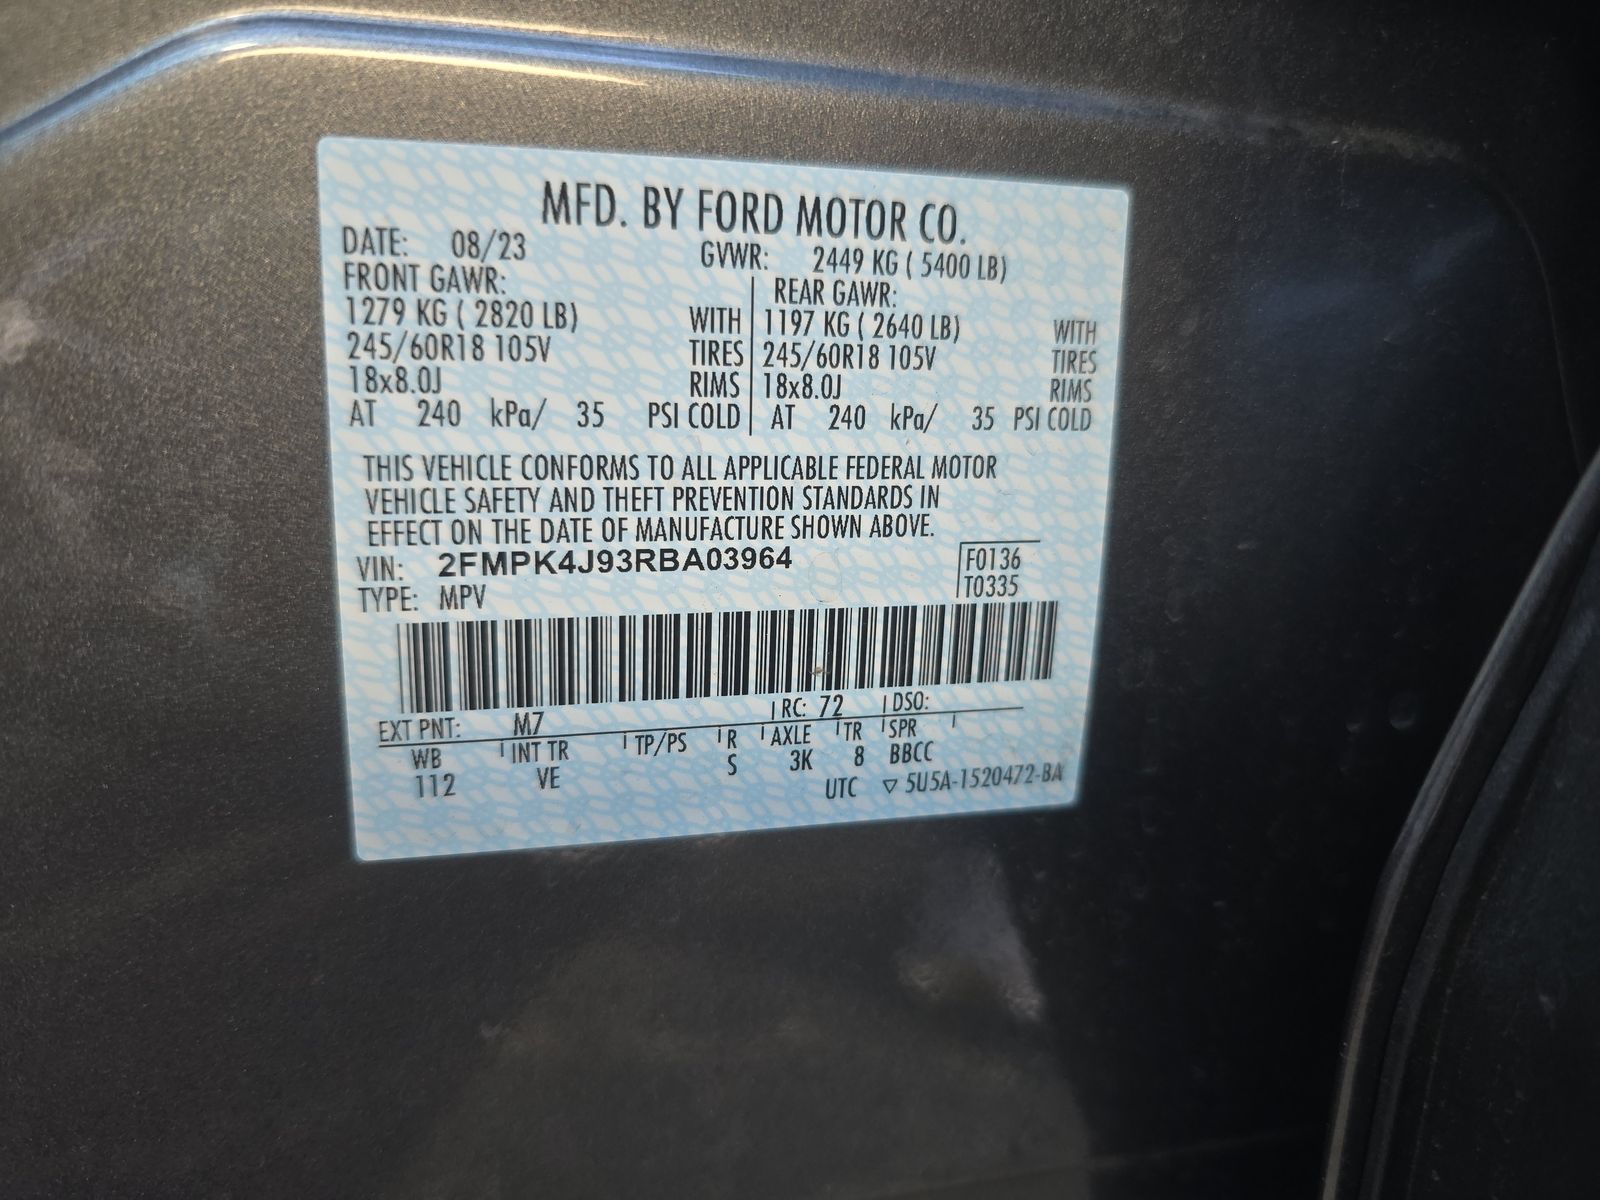 MFD. BY FORD MOTOR CO.
DATE: 08/23 GVWR: 2449 KG ( 5400 LB)
FRONT GAWR: REAR GAWR:
1279 KG ( 2820 LB) WITH 1197 KG ( 2640 LB) WITH
245/60R18 105V TIRES 245/60R18 105V TIRES
18x8.0J RIMS 18x8.0J RIMS
AT 240 kPa/ 35 PSI COLD AT 240 kPa/ 35 PSI COLD
THIS VEHICLE CONFORMS TO ALL APPLICABLE FEDERAL MOTOR
VEHICLE SAFETY AND THEFT PREVENTION STANDARDS IN
EFFECT ON THE DATE OF MANUFACTURE SHOWN ABOVE.
VIN: 2FMPK4J93RBA03964 F0136
TYPE: MPV T0335
EXT PNT: M7 RC: 72 DSO:
WB INT TR TP/PS R AXLE TR SPR
112 VE S 3K 8 BBCC
UTC ▽ 5U5A-1520472-BA